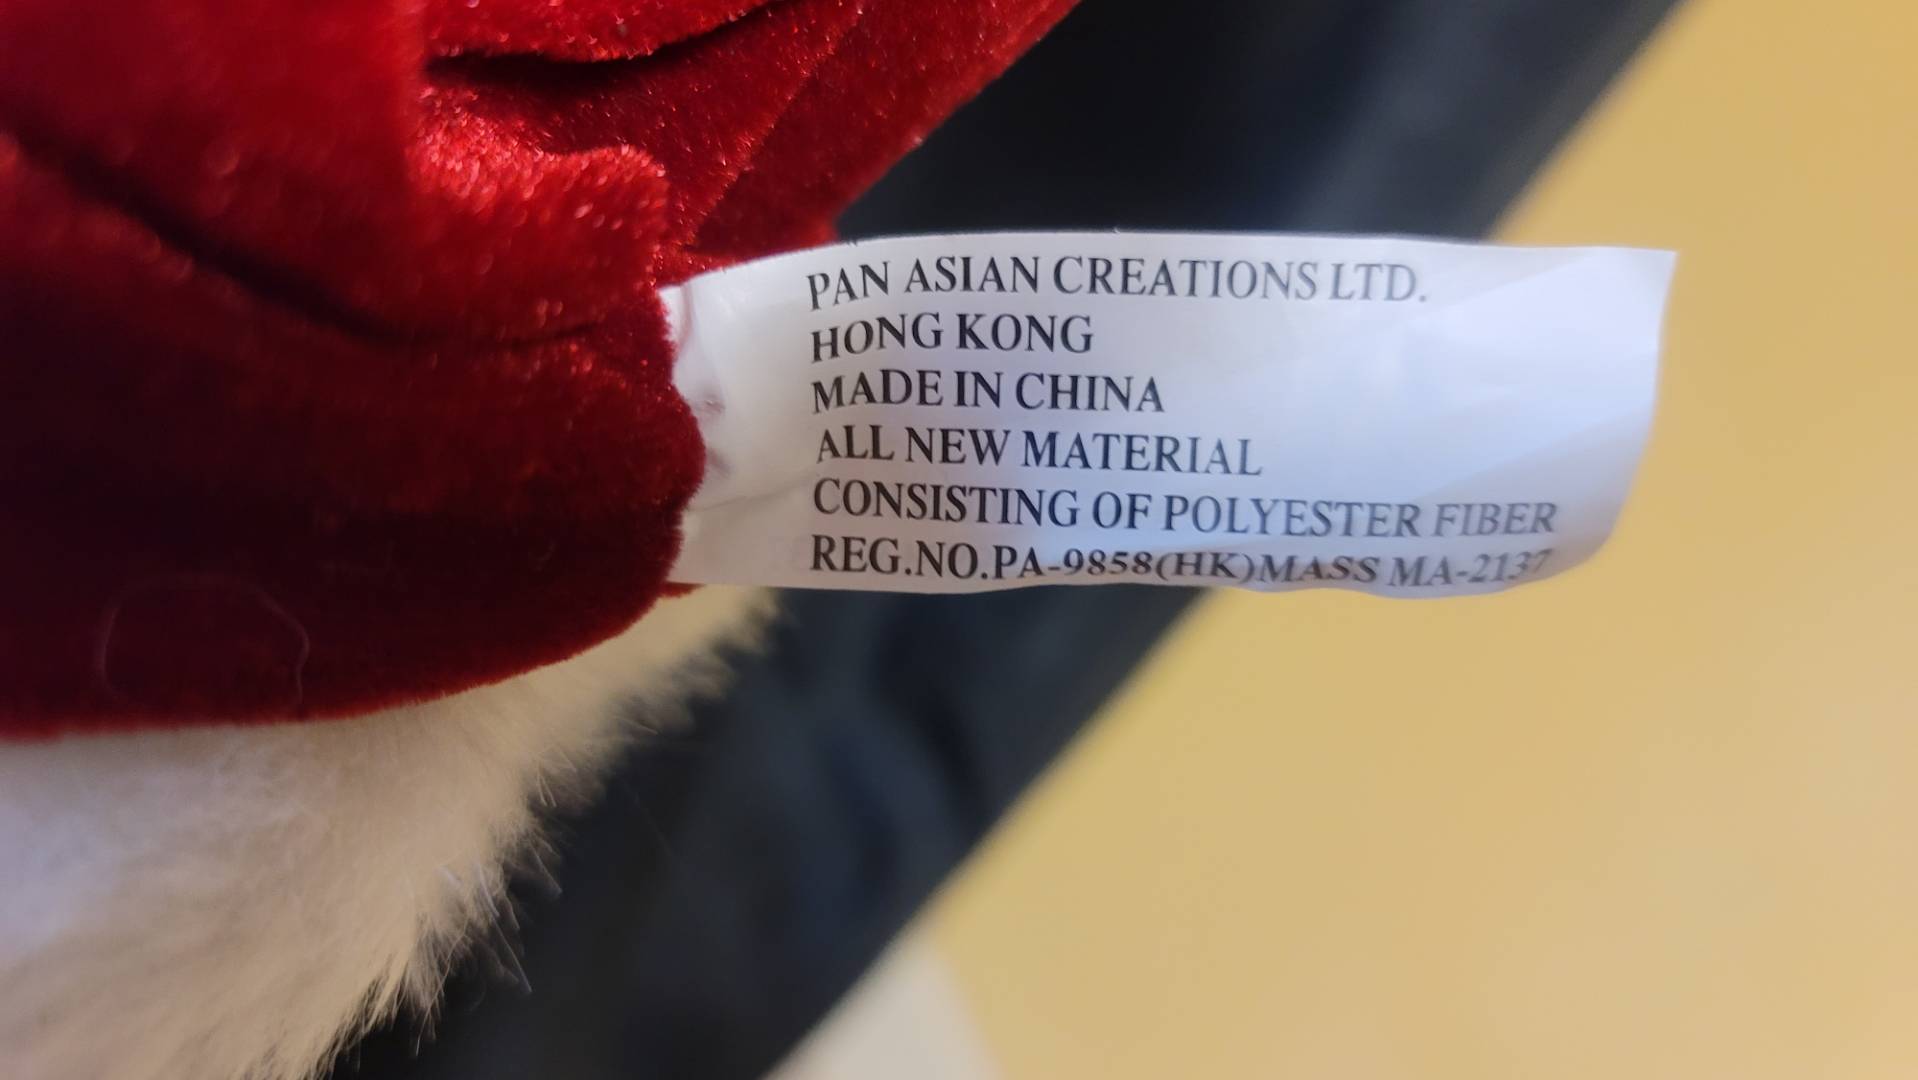 PAN ASIAN CREATIONS LTD.
HONG KONG
MADE IN CHINA
ALL NEW MATERIAL
CONSISTING OF POLYESTER FIBER
REG.NO.PA-9858(HK)MASS MA-2137